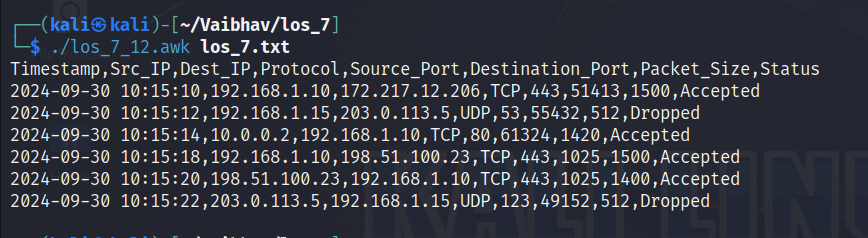 ┌──(kali㉿kali)-[~/Vaibhav/los_7]
└─$ ./los_7_12.awk los_7.txt
Timestamp,Src_IP,Dest_IP,Protocol,Source_Port,Destination_Port,Packet_Size,Status
2024-09-30 10:15:10,192.168.1.10,172.217.12.206,TCP,443,51413,1500,Accepted
2024-09-30 10:15:12,192.168.1.15,203.0.113.5,UDP,53,55432,512,Dropped
2024-09-30 10:15:14,10.0.0.2,192.168.1.10,TCP,80,61324,1420,Accepted
2024-09-30 10:15:18,192.168.1.10,198.51.100.23,TCP,443,1025,1500,Accepted
2024-09-30 10:15:20,198.51.100.23,192.168.1.10,TCP,443,1025,1400,Accepted
2024-09-30 10:15:22,203.0.113.5,192.168.1.15,UDP,123,49152,512,Dropped